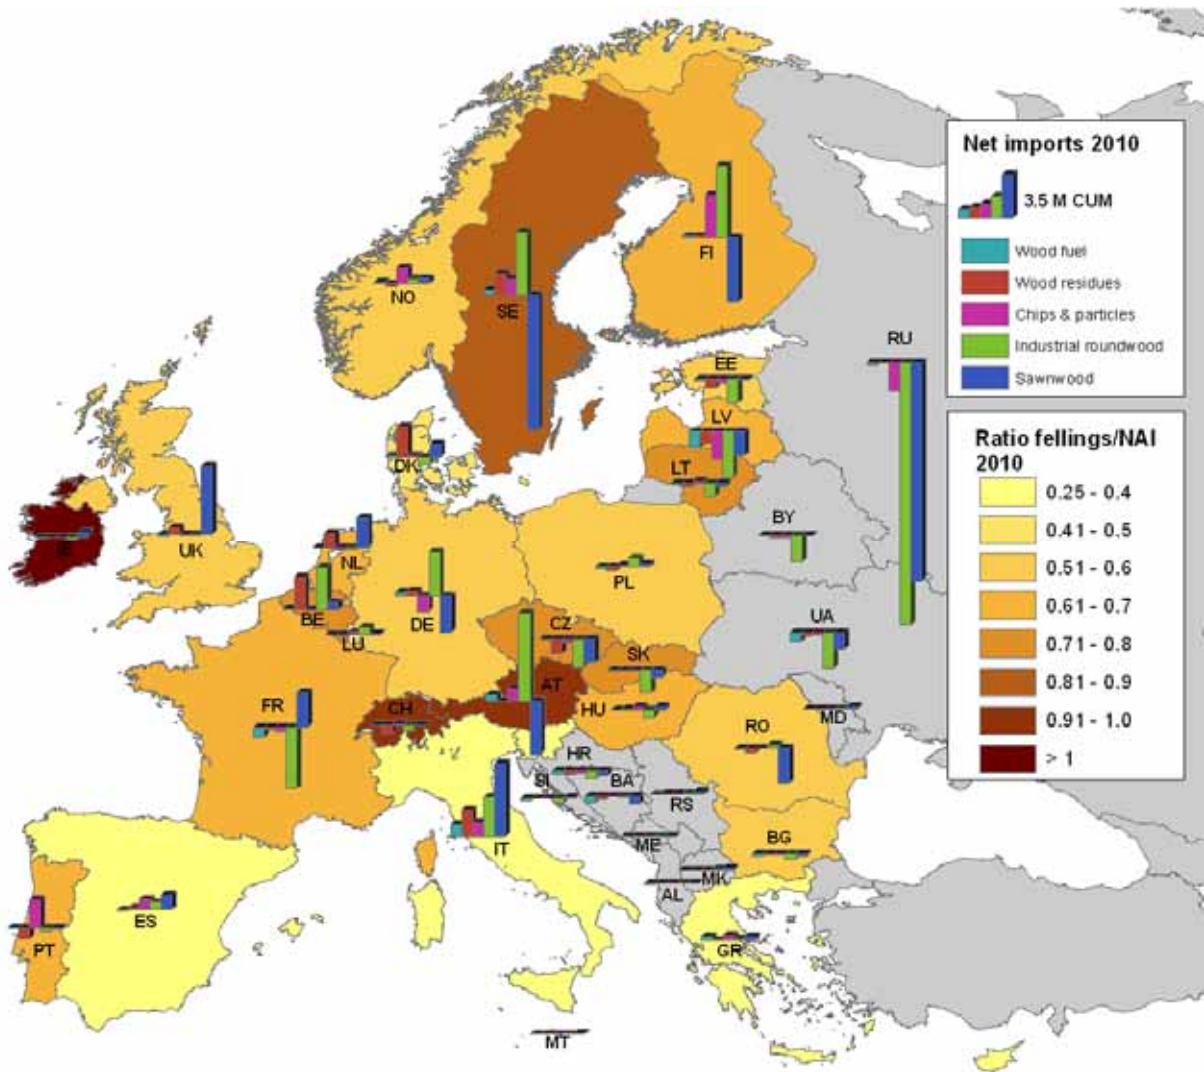 Net imports 2010
3.5 M CUM
Wood fuel
Wood residues
Chips & particles
Industrial roundwood
Sawnwood
Ratio fellings/NAI
2010
0.25 - 0.4
0.41 - 0.5
0.51 - 0.6
0.61 - 0.7
0.71 - 0.8
0.81 - 0.9
0.91 - 1.0
> 1
FI
NO
SE
RU
EE
LV
DK
LT
BY
IE
UK
NL
PL
BE
DE
LU
CZ
UA
SK
AT
FR
CH
HU
MD
RO
HR
SI
BA
RS
IT
ME
BG
MK
AL
ES
PT
GR
MT